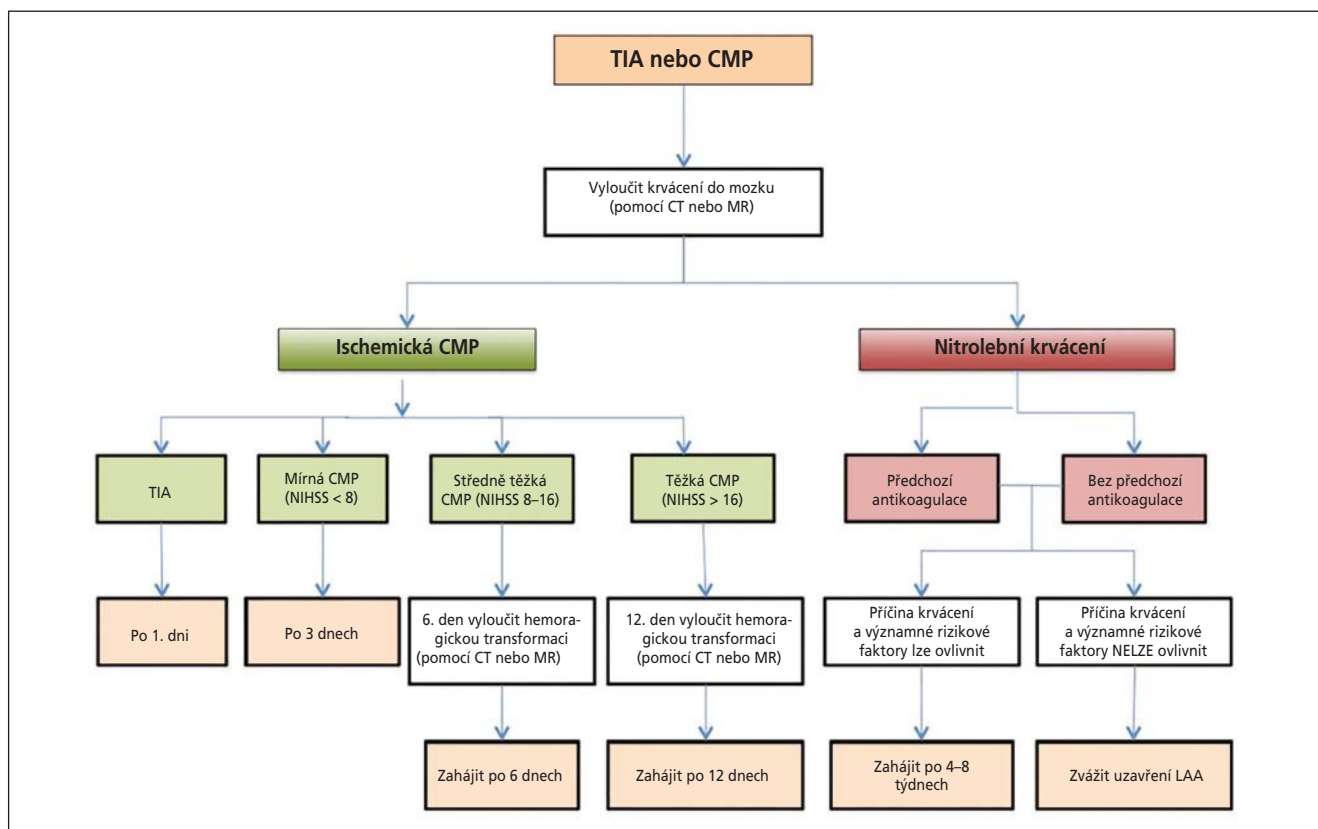 TIA nebo CMP
Vyloučit krvácení do mozku
(pomocí CT nebo MR)
Ischemická CMP
Nitrolební krvácení
TIA
Mírná CMP
(NIHSS < 8)
Středně těžká
CMP (NIHSS 8–16)
Těžká CMP
(NIHSS > 16)
Předchozí
antikoagulace
Bez předchozí
antikoagulace
Po 1. dni
Po 3 dnech
6. den vyloučit hemora-
gickou transformaci
(pomocí CT nebo MR)
12. den vyloučit hemora-
gickou transformaci
(pomocí CT nebo MR)
Příčina krvácení
a významné rizikové
faktory lze ovlivnit
Příčina krvácení
a významné rizikové
faktory NELZE ovlivnit
Zahájit po 6 dnech
Zahájit po 12 dnech
Zahájit po 4–8
týdnech
Zvážit uzavření LAA